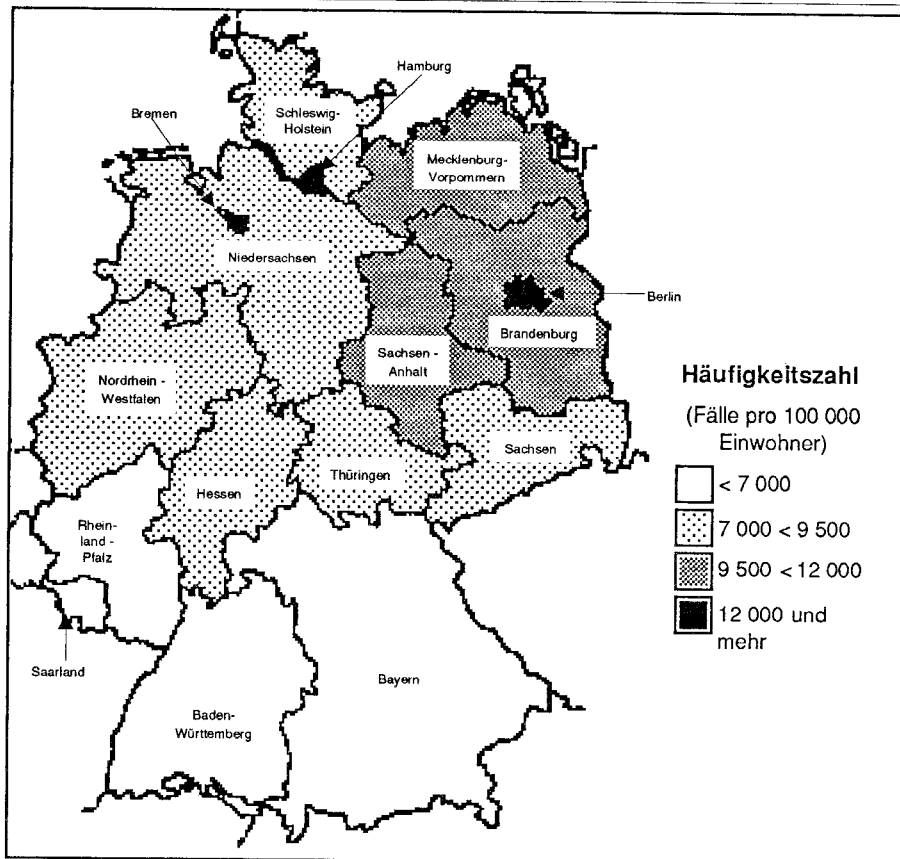 Hamburg
Bremen
Schleswig-
Holstein
Mecklenburg-
Vorpommern
Niedersachsen
Berlin
Brandenburg
Sachsen -
Anhalt
Nordrhein -
Westfalen
Sachsen
Thüringen
Hessen
Rhein-
land -
Pfalz
Saarland
Bayern
Baden-
Württemberg
Häufigkeitszahl
(Fälle pro 100 000
Einwohner)
< 7 000
7 000 < 9 500
9 500 < 12 000
12 000 und
mehr